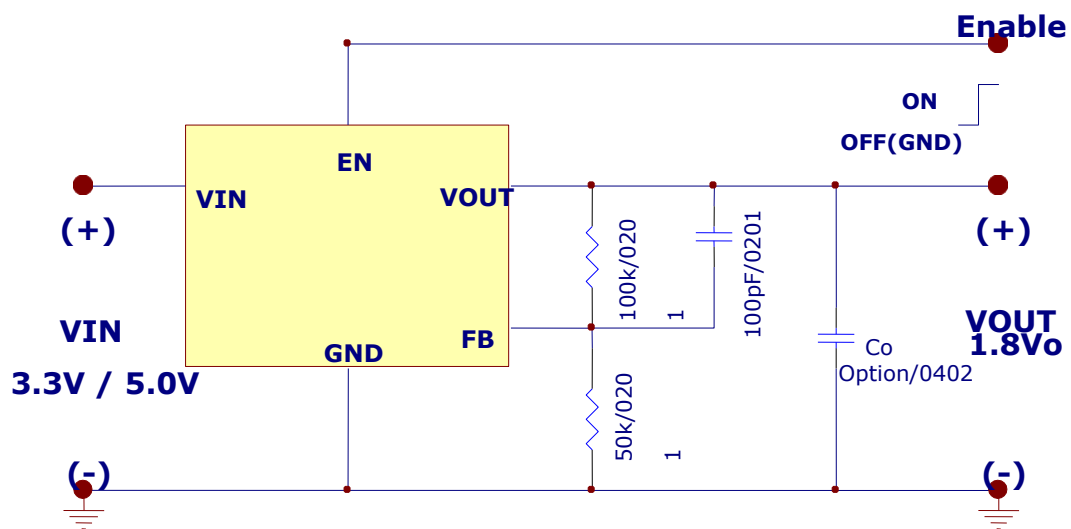 Enable
ON
OFF(GND)
EN
VIN
VOUT
(+)
(+)
100k/020
1
100pF/0201
VIN
FB
VOUT
1.8Vo
GND
Co
Option/0402
3.3V / 5.0V
50k/020
1
(-)
(-)